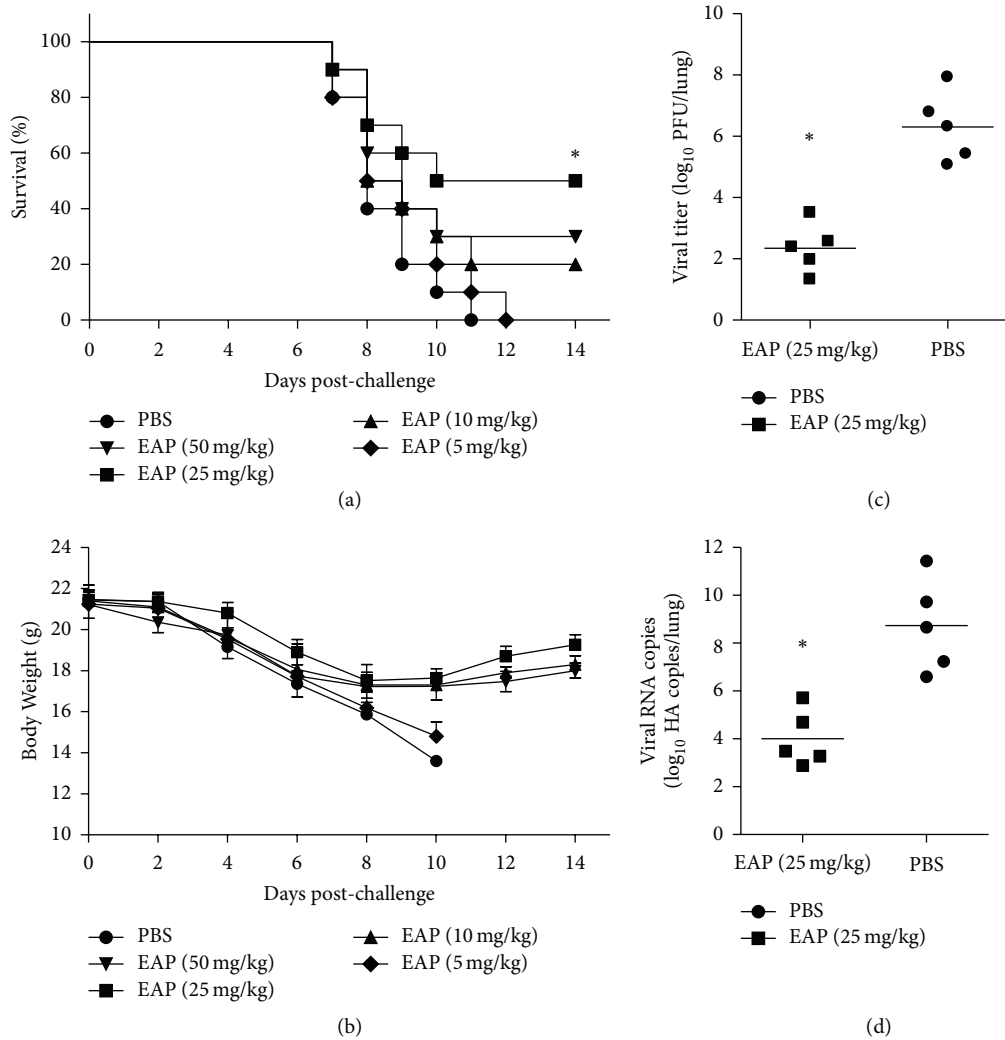 100
80
60
40
20
0
Survival (%)
*
0 2 4 6 8 10 12 14
Days post-challenge
PBS
EAP (50 mg/kg)
EAP (25 mg/kg)
EAP (10 mg/kg)
EAP (5 mg/kg)
(a)
10
8
6
4
2
0
Viral titer (log10 PFU/lung)
*
EAP (25 mg/kg) PBS
PBS
EAP (25 mg/kg)
(c)
24
22
20
18
16
14
12
10
Body Weight (g)
0 2 4 6 8 10 12 14
Days post-challenge
PBS
EAP (50 mg/kg)
EAP (25 mg/kg)
EAP (10 mg/kg)
EAP (5 mg/kg)
(b)
12
10
8
6
4
2
0
Viral RNA copies
(log10 HA coples/lung)
*
EAP (25 mg/kg) PBS
PBS
EAP (25 mg/kg)
(d)